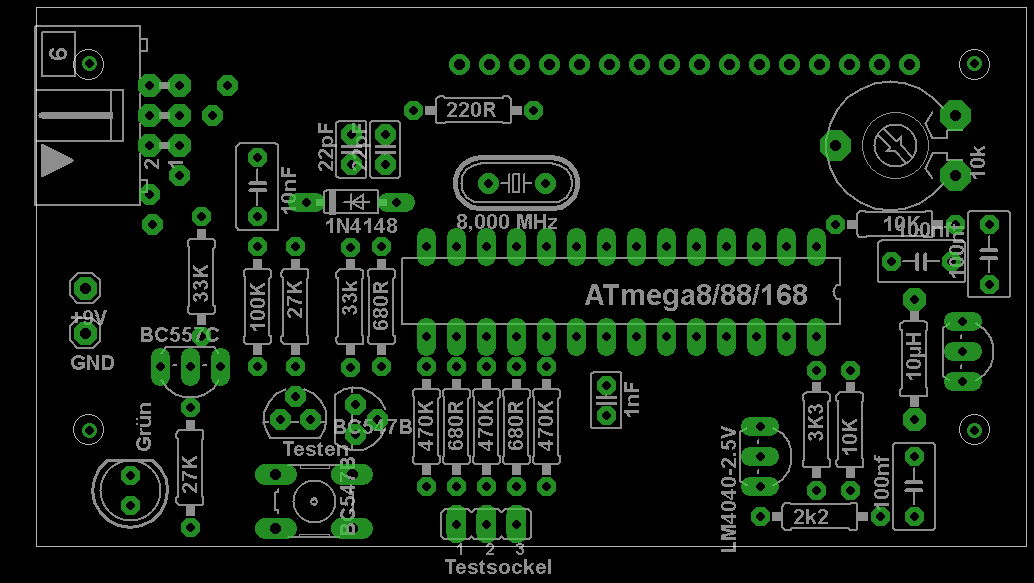 6
2
1
220R
22pF
22pF
10nF
1N4148
8,000 MHz
10k
10K
100nf
100nf
33K
100K
27K
33k
680R
ATmega8/88/168
+9V
GND
BC557C
10µH
Grün
27K
BC547B
Testen
BC547B
470K
680R
470K
680R
470K
1nF
3K3
10K
LM4040-2.5V
100nf
2k2
1 2 3
Testsockel